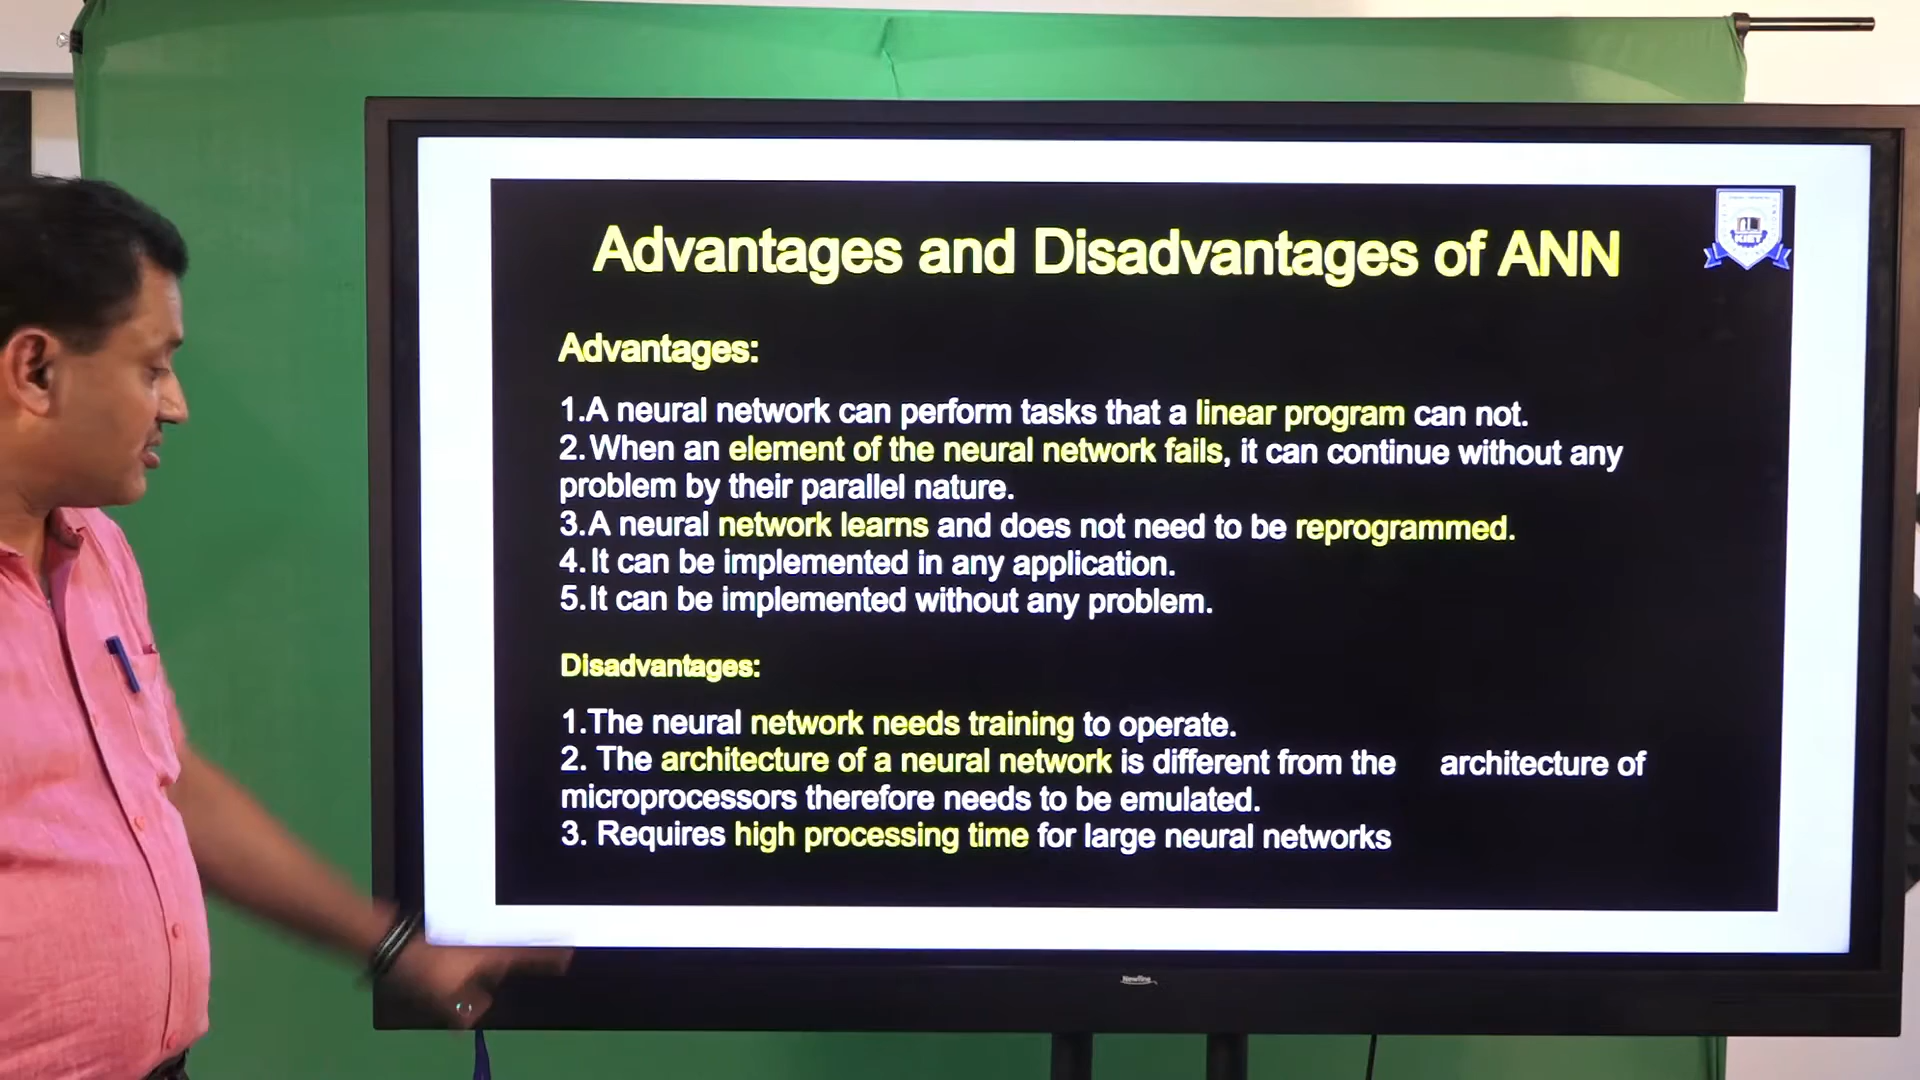 Advantages and Disadvantages of ANN
KIET
Advantages:
1.A neural network can perform tasks that a linear program can not.
2.When an element of the neural network fails, it can continue without any
problem by their parallel nature.
3.A neural network learns and does not need to be reprogrammed.
4.It can be implemented in any application.
5.It can be implemented without any problem.
Disadvantages:
1.The neural network needs training to operate.
2. The architecture of a neural network is different from the architecture of
microprocessors therefore needs to be emulated.
3. Requires high processing time for large neural networks
Newline